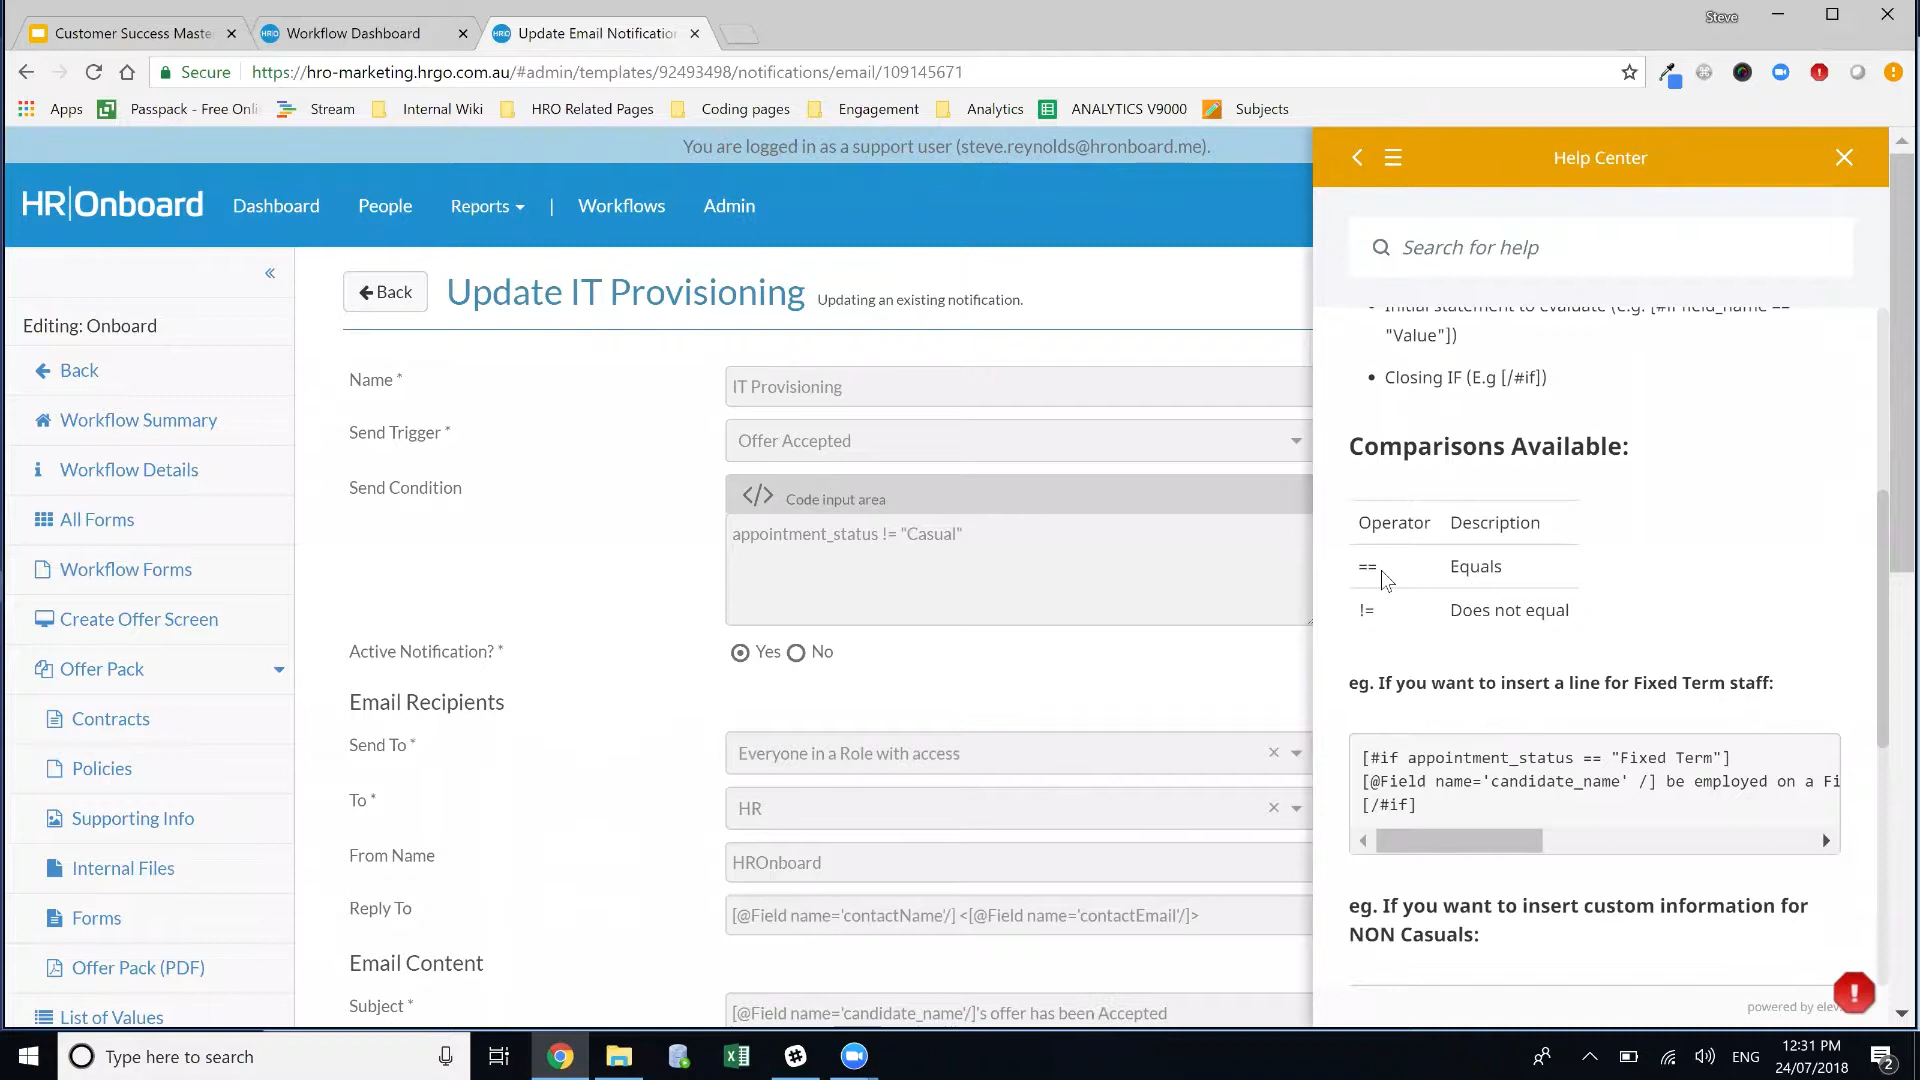 Steve
Customer Success Maste
Workflow Dashboard
Update Email Notificatio
Secure
https://hro-marketing.hrgo.com.au/#admin/templates/92493498/notifications/email/109145671
Apps
Passpack - Free Onli
Stream
Internal Wiki
HRO Related Pages
Coding pages
Engagement
Analytics
ANALYTICS V9000
Subjects
You are logged in as a support user (steve.reynolds@hronboard.me).
HR|Onboard
Dashboard
People
Reports
|
Workflows
Admin
«
Editing: Onboard
Back
Workflow Summary
Workflow Details
All Forms
Workflow Forms
Create Offer Screen
Offer Pack
Contracts
Policies
Supporting Info
Internal Files
Forms
Offer Pack (PDF)
List of Values
Back
Update IT Provisioning
Updating an existing notification.
Name *
IT Provisioning
Send Trigger *
Offer Accepted
Send Condition
</> Code input area
appointment_status != "Casual"
Active Notification? *
Yes
No
Email Recipients
Send To *
Everyone in a Role with access
To *
HR
From Name
HROnboard
Reply To
[@Field name='contactName'/] <[@Field name='contactEmail'/]>
Email Content
Subject *
[@Field name='candidate_name'/]'s offer has been Accepted
Help Center
Search for help
Initial statement to evaluate (e.g. [#if field_name ==
"Value"])
• Closing IF (E.g [/#if])
Comparisons Available:
Operator Description
== Equals
!= Does not equal
eg. If you want to insert a line for Fixed Term staff:
[#if appointment_status == "Fixed Term"]
[@Field name='candidate_name' /] be employed on a Fi
[/#if]
eg. If you want to insert custom information for
NON Casuals:
powered by elev
Type here to search
ENG
12:31 PM
24/07/2018
2